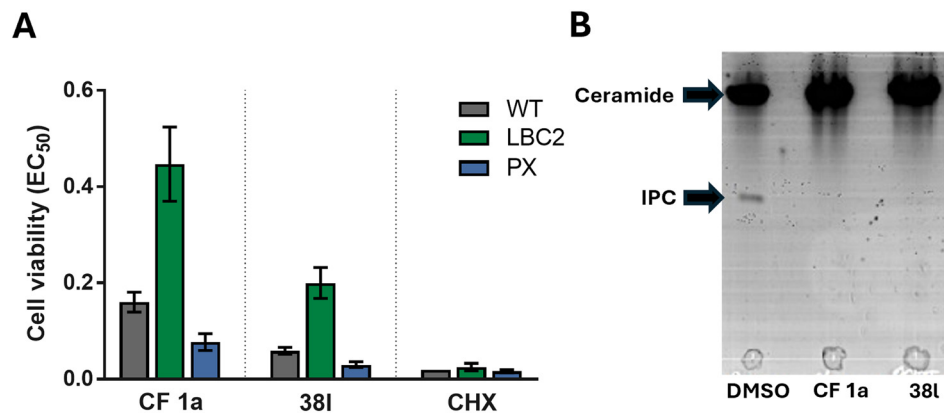 A
Cell viability (EC50)
0.6
0.4
0.2
0.0
WT
LBC2
PX
CF 1a
38l
CHX
B
Ceramide
IPC
DMSO
CF 1a
38l